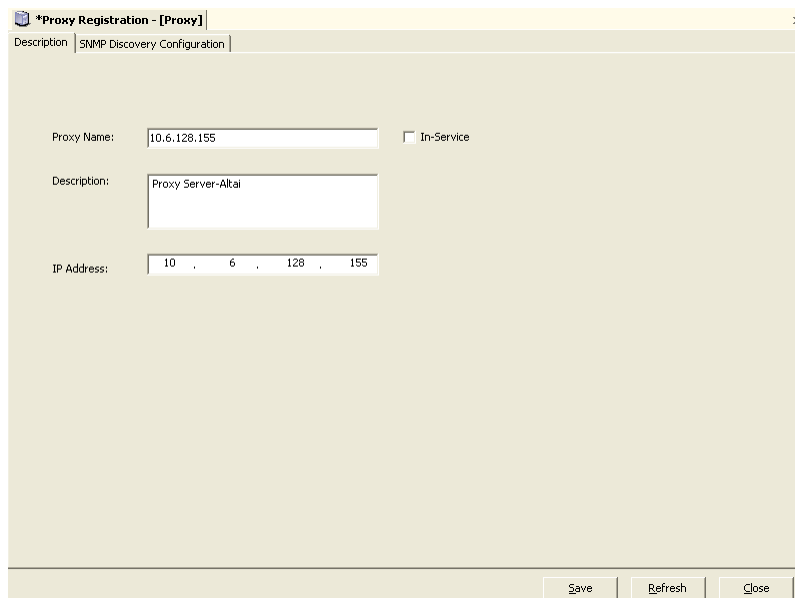 *Proxy Registration - [Proxy]
Description SNMP Discovery Configuration
Proxy Name: 10.6.128.155 In-Service
Description: Proxy Server-Altai
IP Address: 10 . 6 . 128 . 155
Save Refresh Close